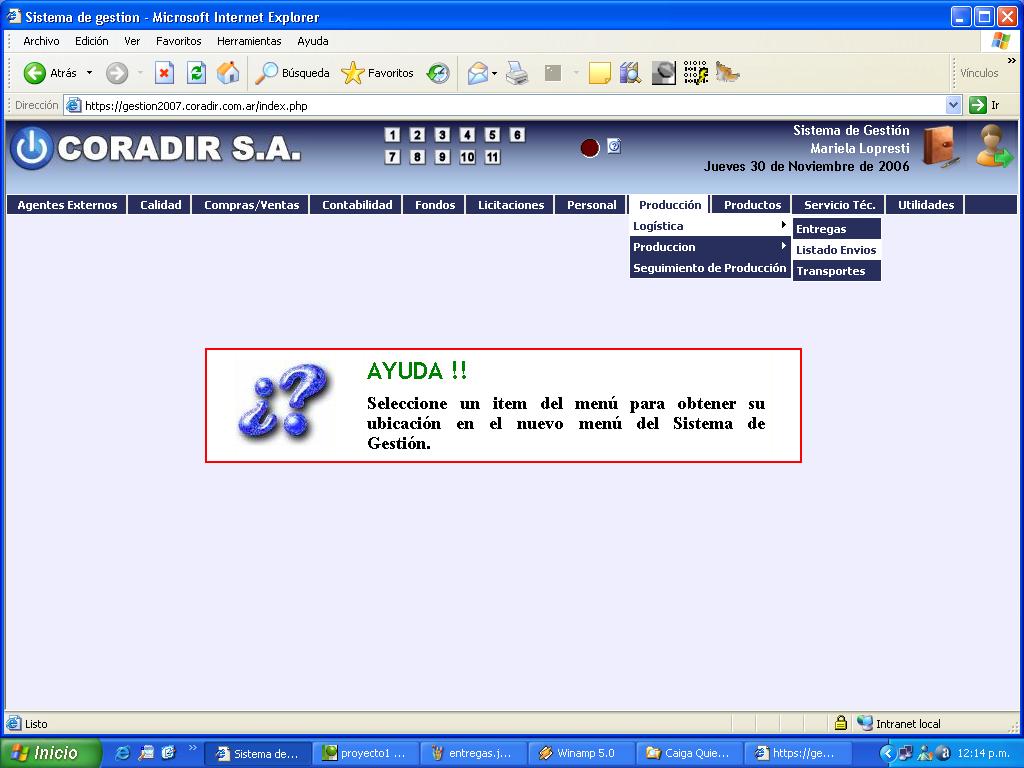 Sistema de gestion - Microsoft Internet Explorer
Archivo Edición Ver Favoritos Herramientas Ayuda
Atrás Búsqueda Favoritos Vínculos »
Dirección https://gestion2007.coradir.com.ar/index.php Ir
CORADIR S.A.
1 2 3 4 5 6
7 8 9 10 11
Sistema de Gestión
Mariela Lopresti
Jueves 30 de Noviembre de 2006
Agentes Externos Calidad Compras/Ventas Contabilidad Fondos Licitaciones Personal Producción Productos Servicio Téc. Utilidades
Logística
Produccion
Seguimiento de Producción
Entregas
Listado Envios
Transportes
¿?
AYUDA !!
Seleccione un item del menú para obtener su
ubicación en el nuevo menú del Sistema de
Gestión.
Listo Intranet local
Inicio » Sistema de... proyecto1 ... entregas.j... Winamp 5.0 Caiga Quie... https://ge... 12:14 p.m.